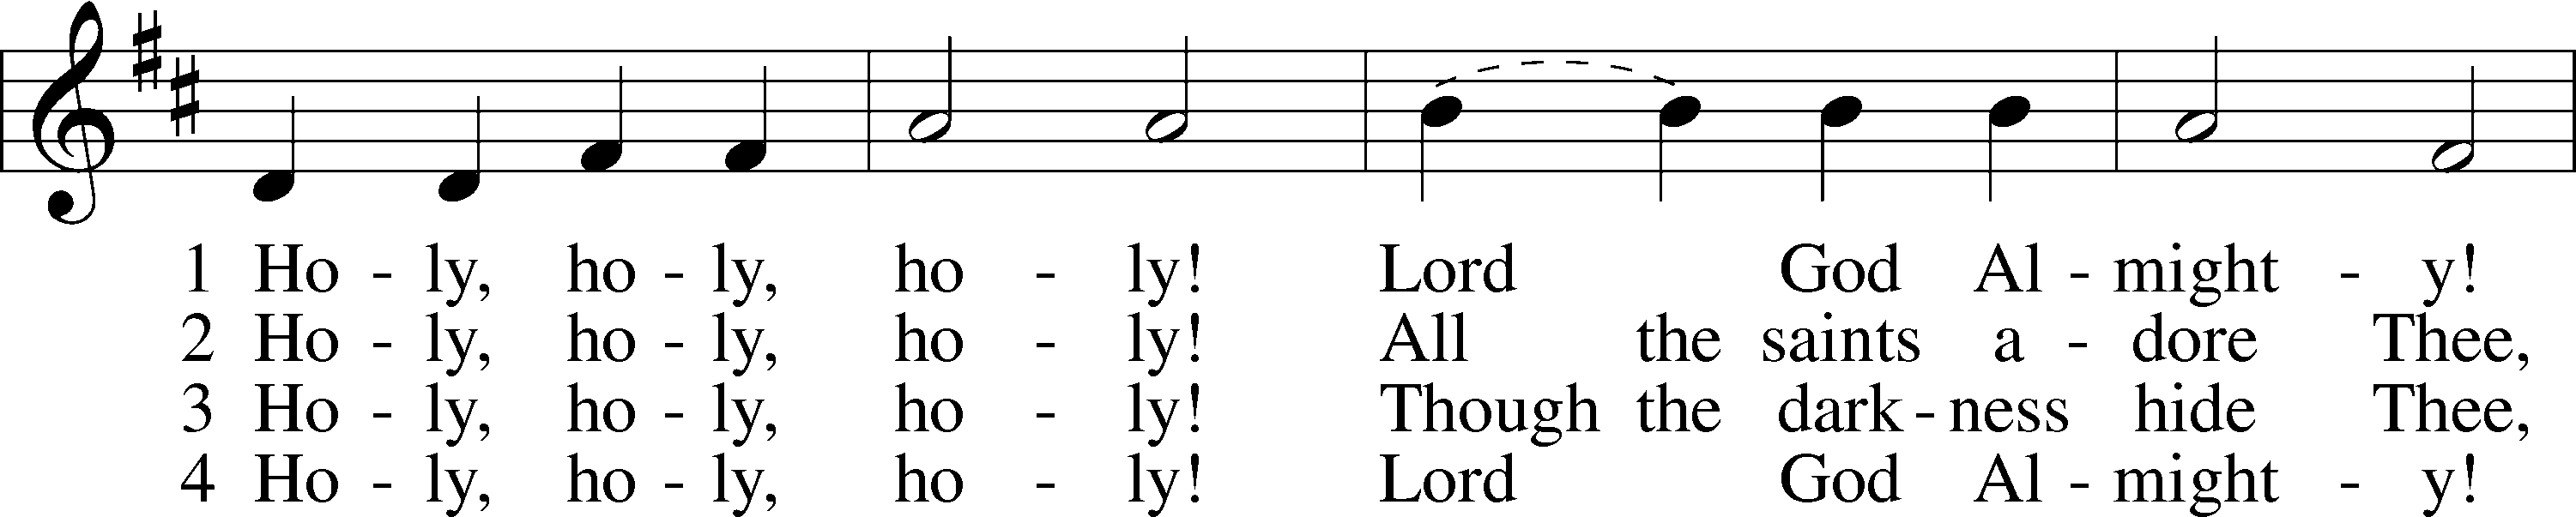 1 Ho - ly, ho - ly, ho - ly! Lord God Al - might - y!
2 Ho - ly, ho - ly, ho - ly! All the saints a - dore Thee,
3 Ho - ly, ho - ly, ho - ly! Though the dark - ness hide Thee,
4 Ho - ly, ho - ly, ho - ly! Lord God Al - might - y!